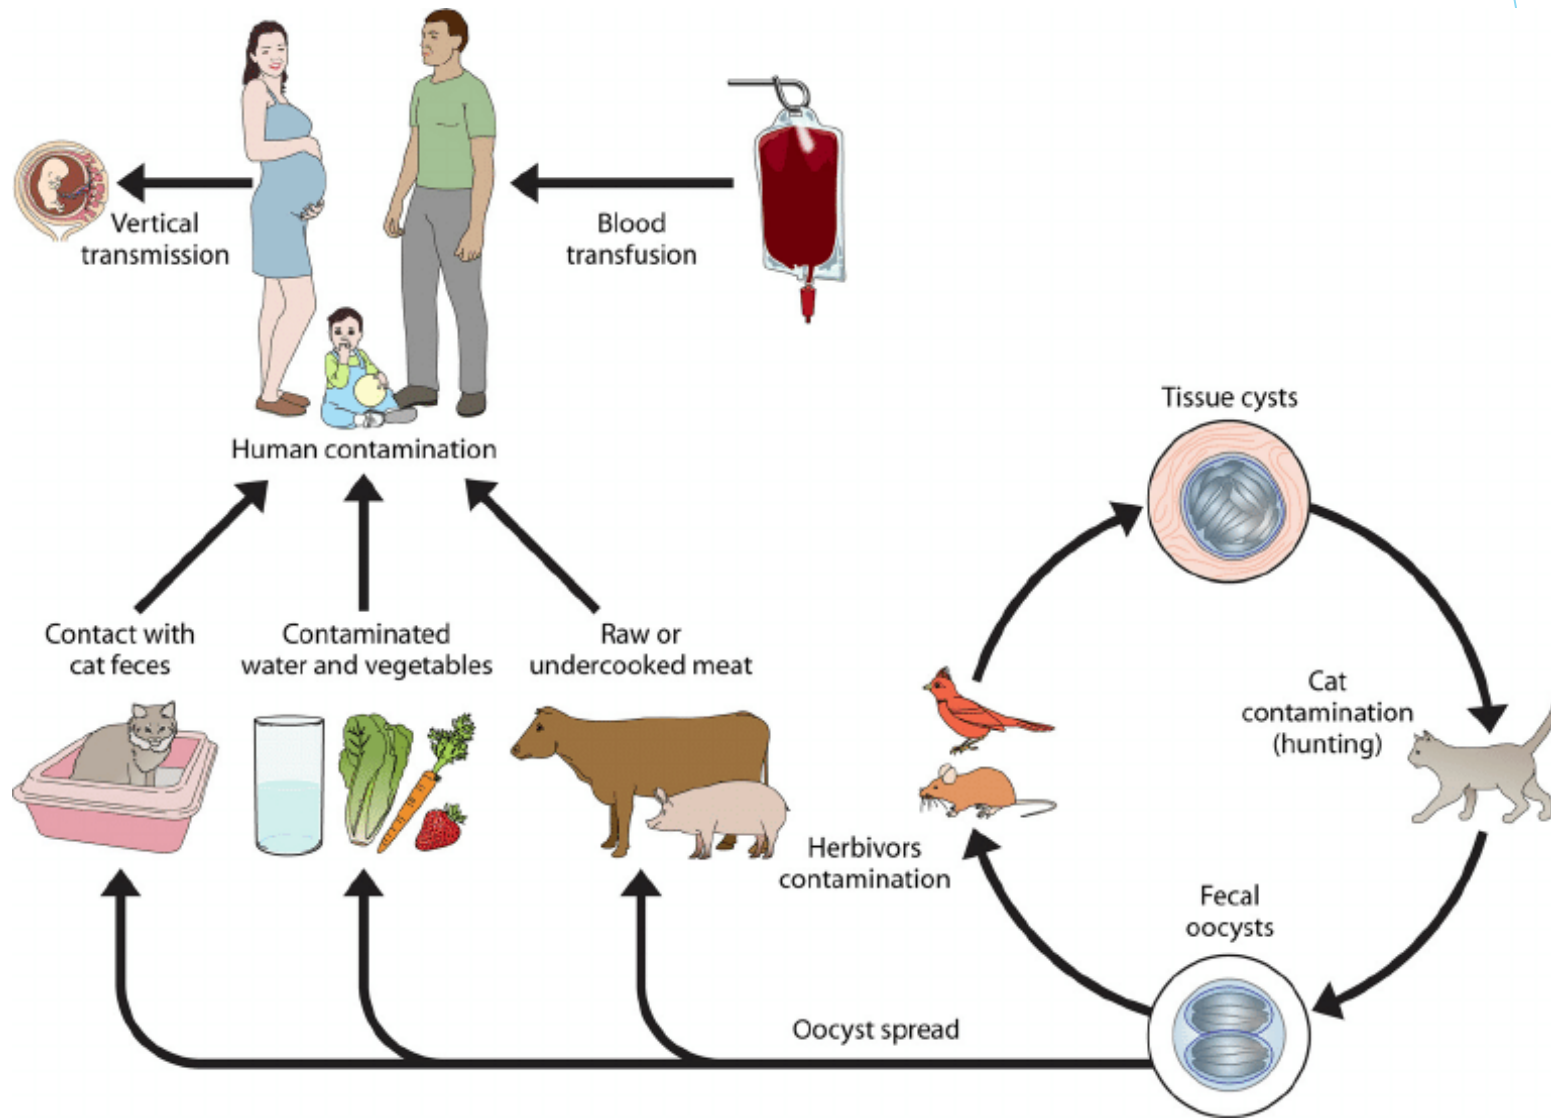 Vertical
transmission
Blood
transfusion
Human contamination
Tissue cysts
Contact with
cat feces
Contaminated
water and vegetables
Raw or
undercooked meat
Cat
contamination
(hunting)
Herbivors
contamination
Fecal
oocysts
Oocyst spread